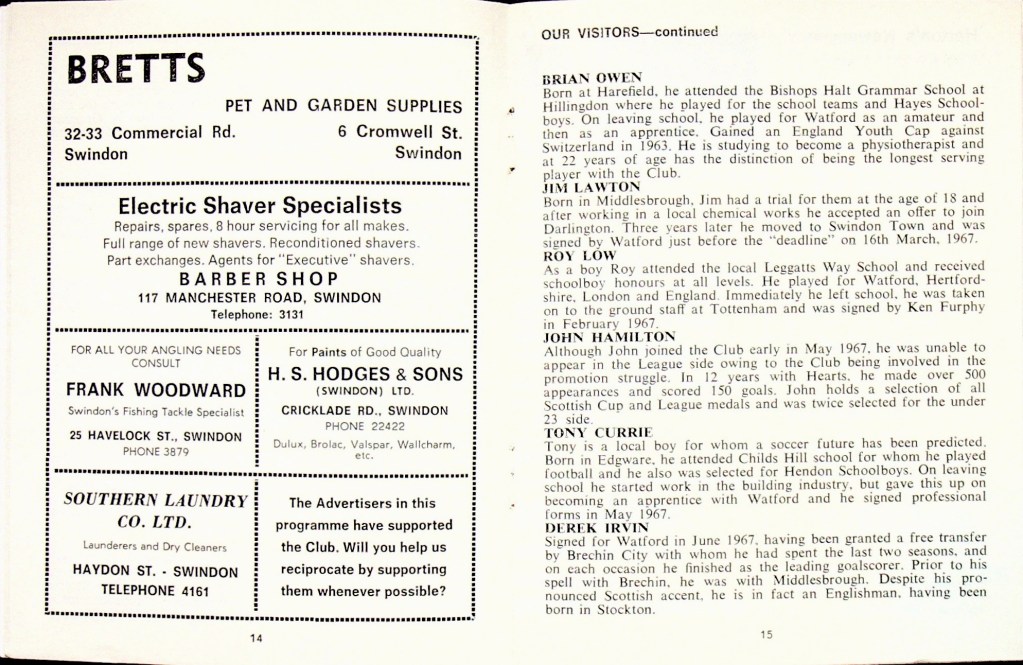 BRETTS
PET AND GARDEN SUPPLIES
32-33 Commercial Rd.
Swindon
6 Cromwell St.
Swindon
Electric Shaver Specialists
Repairs, spares, 8 hour servicing for all makes.
Full range of new shavers. Reconditioned shavers.
Part exchanges. Agents for "Executive" shavers.
BARBER SHOP
117 MANCHESTER ROAD, SWINDON
Telephone: 3131
FOR ALL YOUR ANGLING NEEDS
CONSULT
FRANK WOODWARD
Swindon's Fishing Tackle Specialist
25 HAVELOCK ST., SWINDON
PHONE 3879
For Paints of Good Quality
H. S. HODGES & SONS
(SWINDON) LTD.
CRICKLADE RD., SWINDON
PHONE 22422
Dulux, Brolac, Valspar, Wallcharm,
etc.
SOUTHERN LAUNDRY
CO. LTD.
Launderers and Dry Cleaners
HAYDON ST. - SWINDON
TELEPHONE 4161
The Advertisers in this
programme have supported
the Club. Will you help us
reciprocate by supporting
them whenever possible?
14
OUR VISITORS—continued
BRIAN OWEN
Born at Harefield, he attended the Bishops Halt Grammar School at
Hillingdon where he played for the school teams and Hayes School-
boys. On leaving school, he played for Watford as an amateur and
then as an apprentice. Gained an England Youth Cap against
Switzerland in 1963. He is studying to become a physiotherapist and
at 22 years of age has the distinction of being the longest serving
player with the Club.
JIM LAWTON
Born in Middlesbrough, Jim had a trial for them at the age of 18 and
after working in a local chemical works he accepted an offer to join
Darlington. Three years later he moved to Swindon Town and was
signed by Watford just before the "deadline" on 16th March, 1967.
ROY LOW
As a boy Roy attended the local Leggatts Way School and received
schoolboy honours at all levels. He played for Watford, Hertford-
shire, London and England. Immediately he left school, he was taken
on to the ground staff at Tottenham and was signed by Ken Furphy
in February 1967.
JOHN HAMILTON
Although John joined the Club early in May 1967, he was unable to
appear in the League side owing to the Club being involved in the
promotion struggle. In 12 years with Hearts, he made over 500
appearances and scored 150 goals. John holds a selection of all
Scottish Cup and League medals and was twice selected for the under
23 side.
TONY CURRIE
Tony is a local boy for whom a soccer future has been predicted.
Born in Edgware, he attended Childs Hill school for whom he played
football and he also was selected for Hendon Schoolboys. On leaving
school he started work in the building industry, but gave this up on
becoming an apprentice with Watford and he signed professional
forms in May 1967.
DEREK IRVIN
Signed for Watford in June 1967, having been granted a free transfer
by Brechin City with whom he had spent the last two seasons, and
on each occasion he finished as the leading goalscorer. Prior to his
spell with Brechin, he was with Middlesbrough. Despite his pro-
nounced Scottish accent, he is in fact an Englishman, having been
born in Stockton.
15